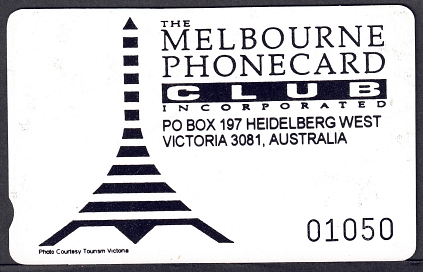 THE
MELBOURNE
PHONECARD
CLUB
INCORPORATED
PO BOX 197 HEIDELBERG WEST
VICTORIA 3081, AUSTRALIA
01050
Photo Courtesy Tourism Victoria